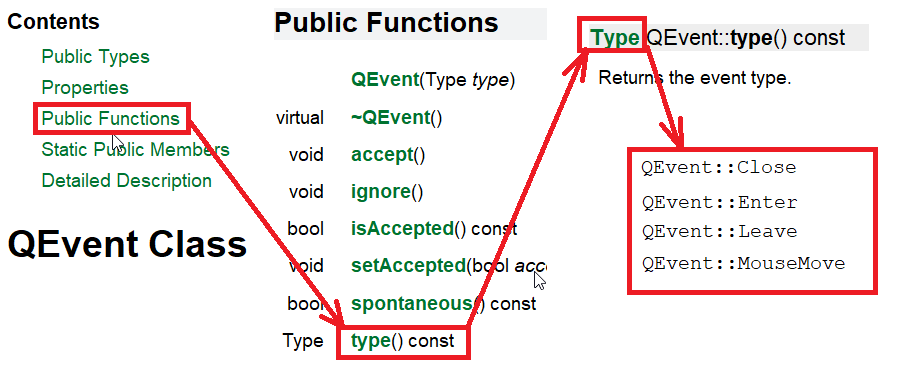 Contents
Public Types
Properties
Public Functions
Static Public Members
Detailed Description
QEvent Class
Public Functions
QEvent(Type type)
virtual ~QEvent()
void accept()
void ignore()
bool isAccepted() const
void setAccepted(bool acc
bool spontaneous() const
Type type() const
Type QEvent::type() const
Returns the event type.
QEvent::Close
QEvent::Enter
QEvent::Leave
QEvent::MouseMove